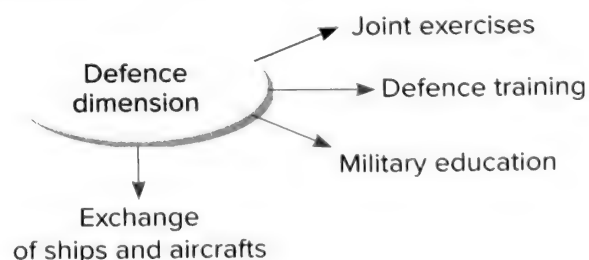 Defence
dimension
Joint exercises
Defence training
Military education
Exchange
of ships and aircrafts